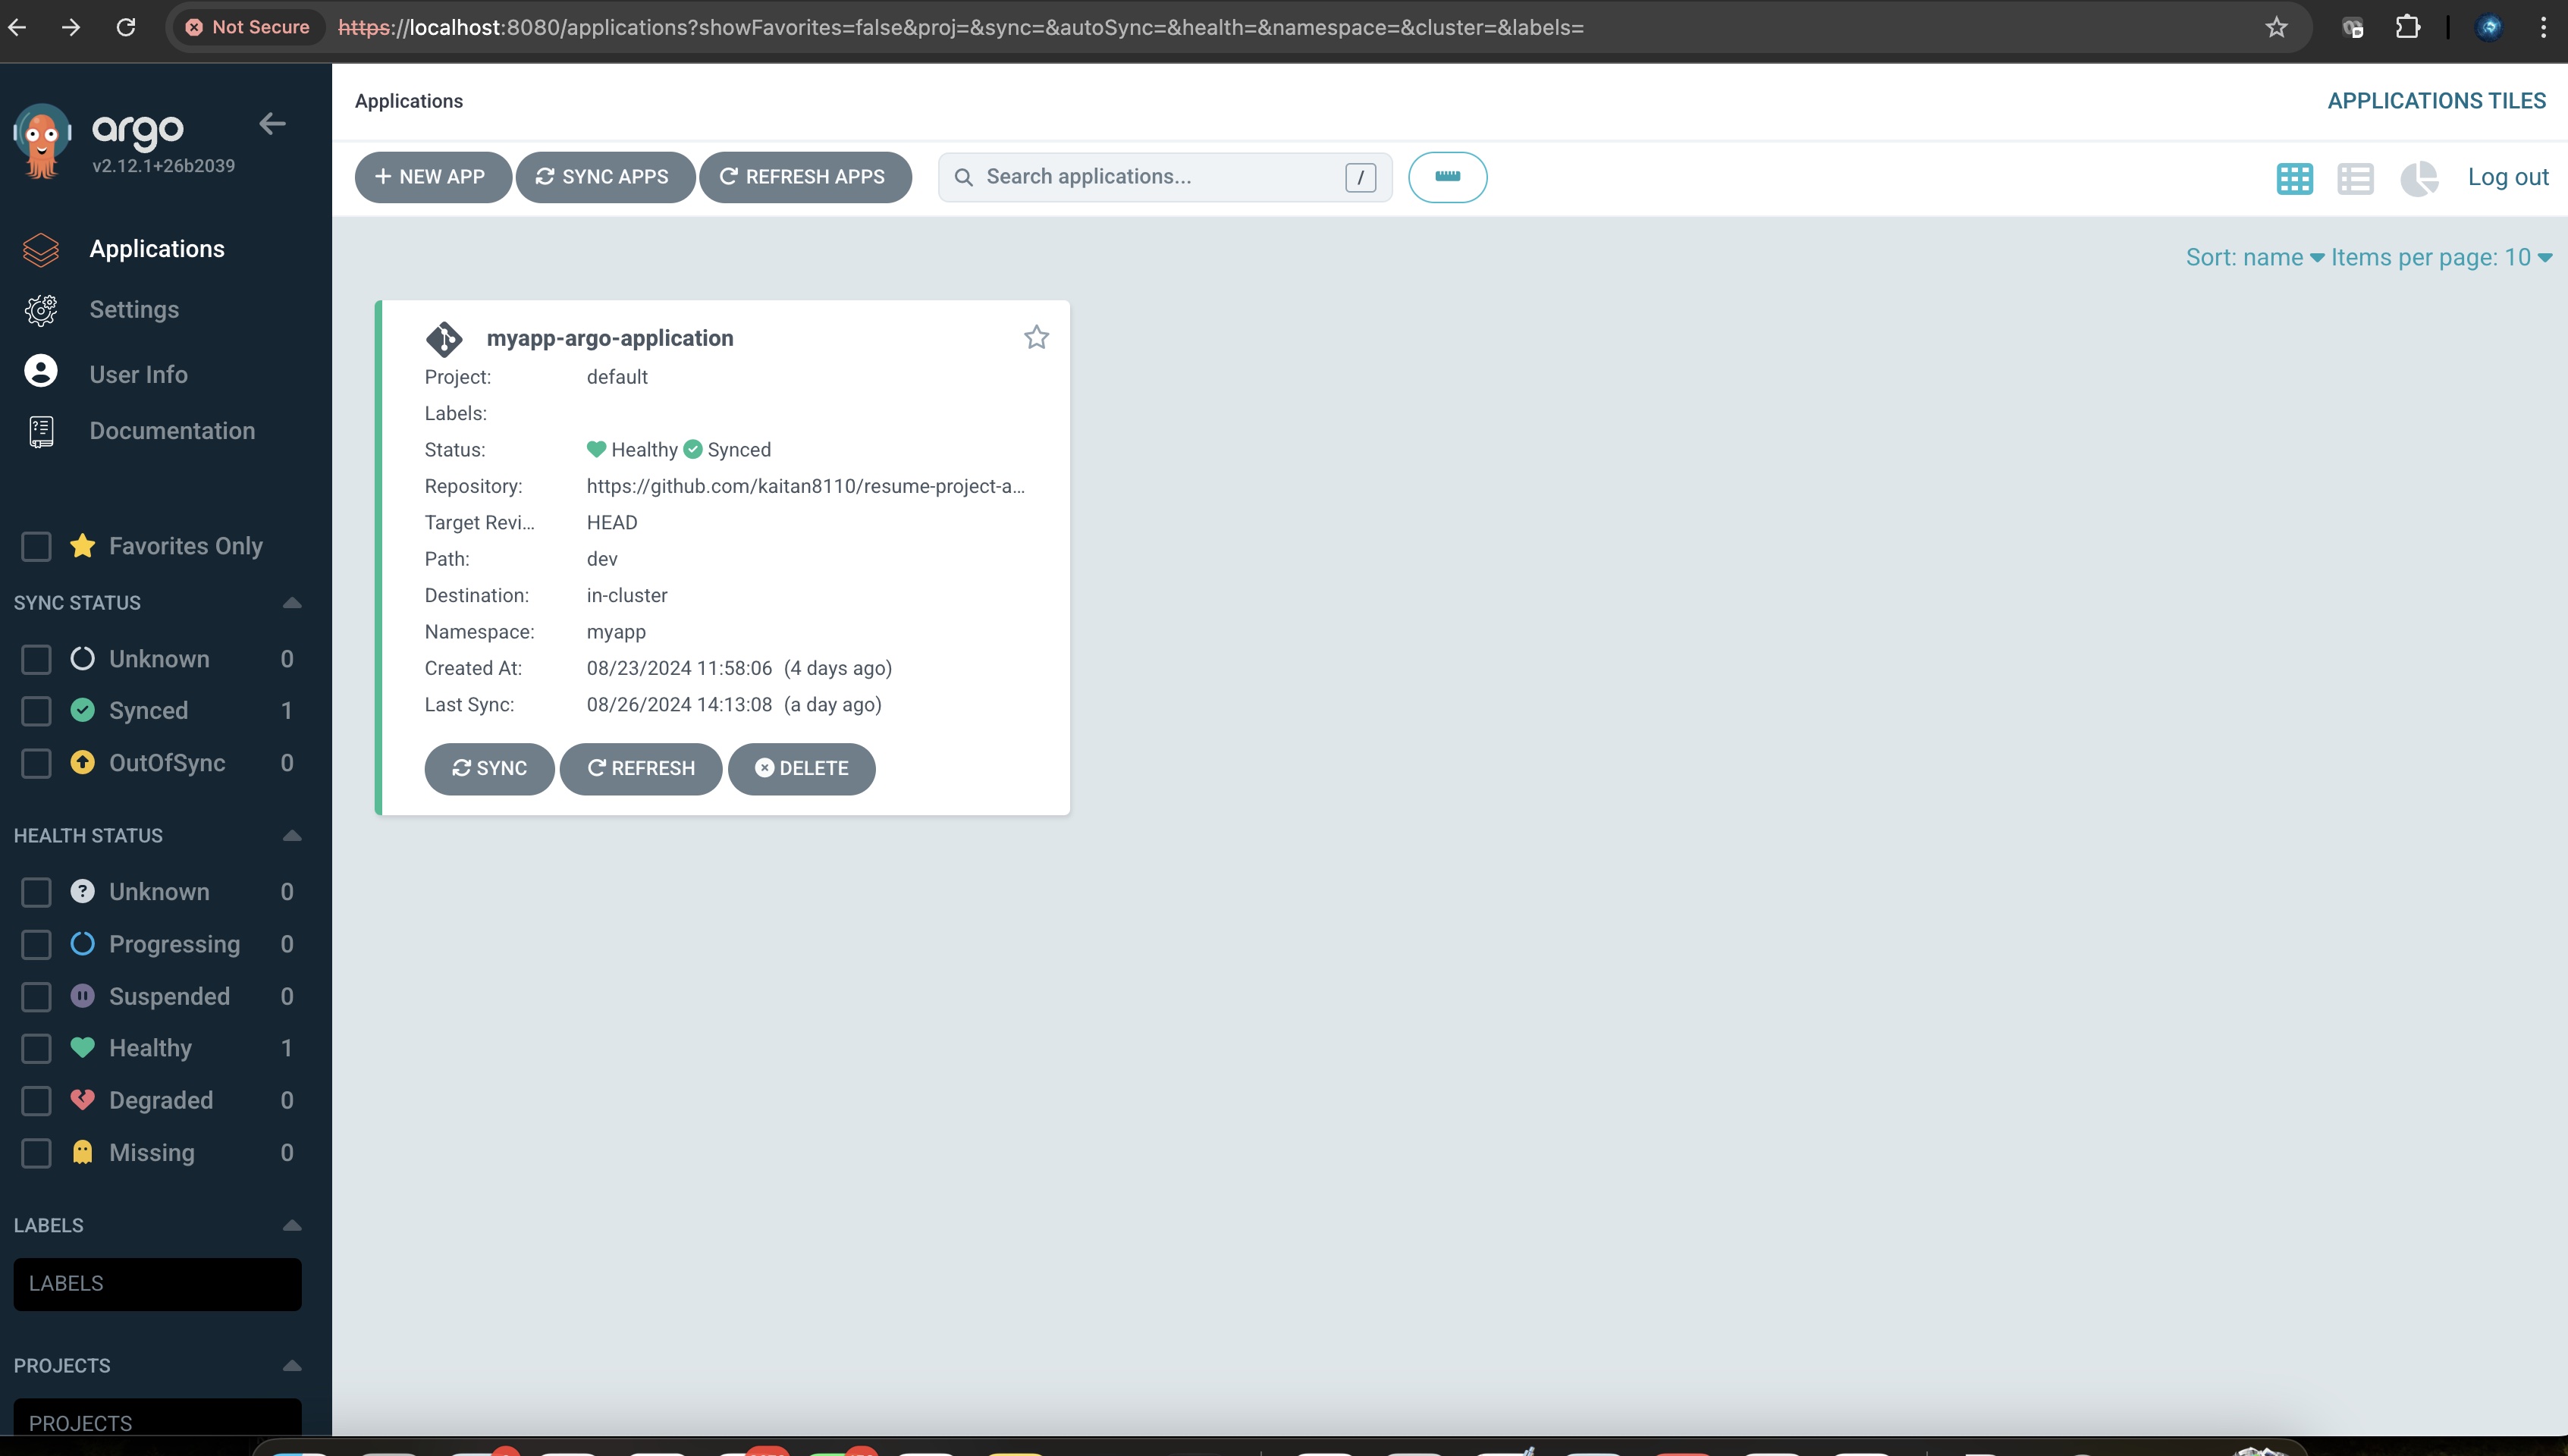 Not Secure https://localhost:8080/applications?showFavorites=false&proj=&sync=&autoSync=&health=&namespace=&cluster=&labels=
argo
v2.12.1+26b2039
Applications
Settings
User Info
Documentation
Favorites Only
SYNC STATUS
Unknown 0
Synced 1
OutOfSync 0
HEALTH STATUS
Unknown 0
Progressing 0
Suspended 0
Healthy 1
Degraded 0
Missing 0
LABELS
LABELS
PROJECTS
PROJECTS
Applications APPLICATIONS TILES
+ NEW APP SYNC APPS REFRESH APPS Search applications... / Log out
Sort: name Items per page: 10
myapp-argo-application
Project: default
Labels:
Status: Healthy Synced
Repository: https://github.com/kaitan8110/resume-project-a...
Target Revi... HEAD
Path: dev
Destination: in-cluster
Namespace: myapp
Created At: 08/23/2024 11:58:06 (4 days ago)
Last Sync: 08/26/2024 14:13:08 (a day ago)
SYNC REFRESH DELETE